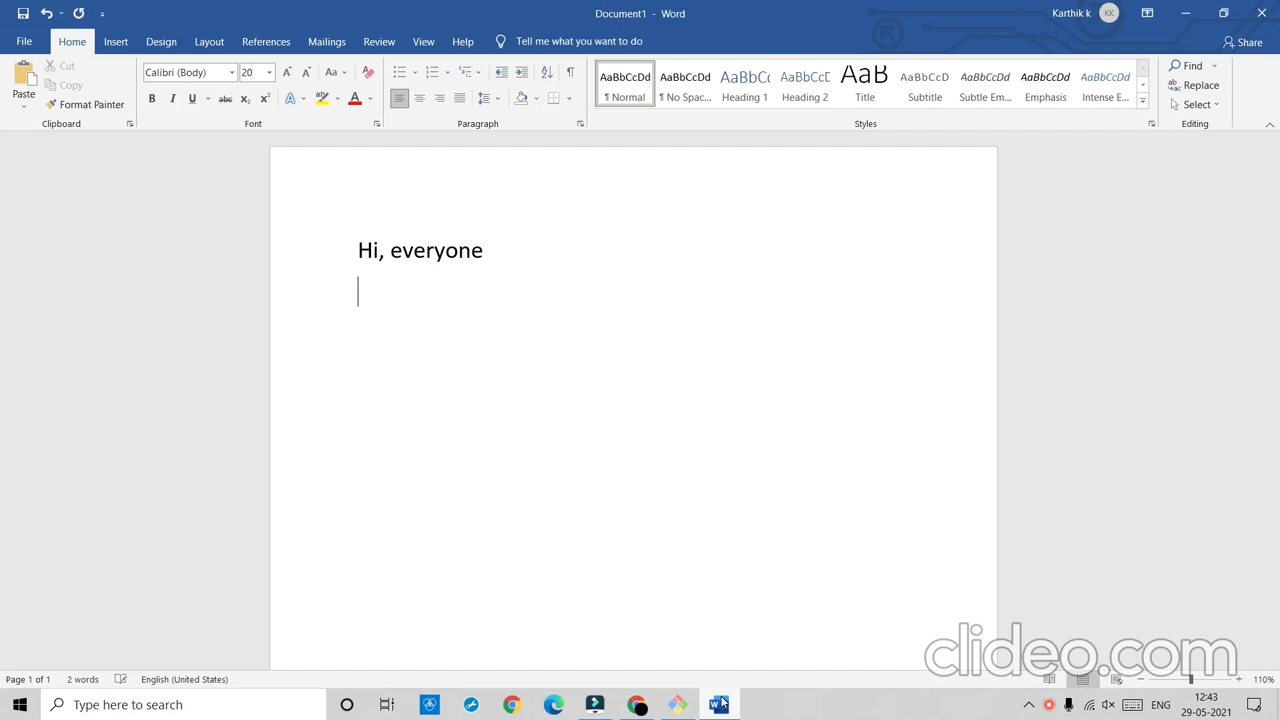 Document1 - Word
Karthik k
KK
File Home Insert Design Layout References Mailings Review View Help Tell me what you want to do
Share
Paste
Cut
Copy
Format Painter
Clipboard
Calibri (Body) 20
Font
Paragraph
AaBbCcDd AaBbCcDd AaBbCc AaBbCcD AaB AaBbCcD AaBbCcDd AaBbCcDd AaBbCcDd
¶ Normal ¶ No Spac... Heading 1 Heading 2 Title Subtitle Subtle Em... Emphasis Intense E...
Styles
Find
Replace
Select
Editing
Hi, everyone
clideo.com
Page 1 of 1 2 words English (United States)
110%
Type here to search
ENG
12:43
29-05-2021